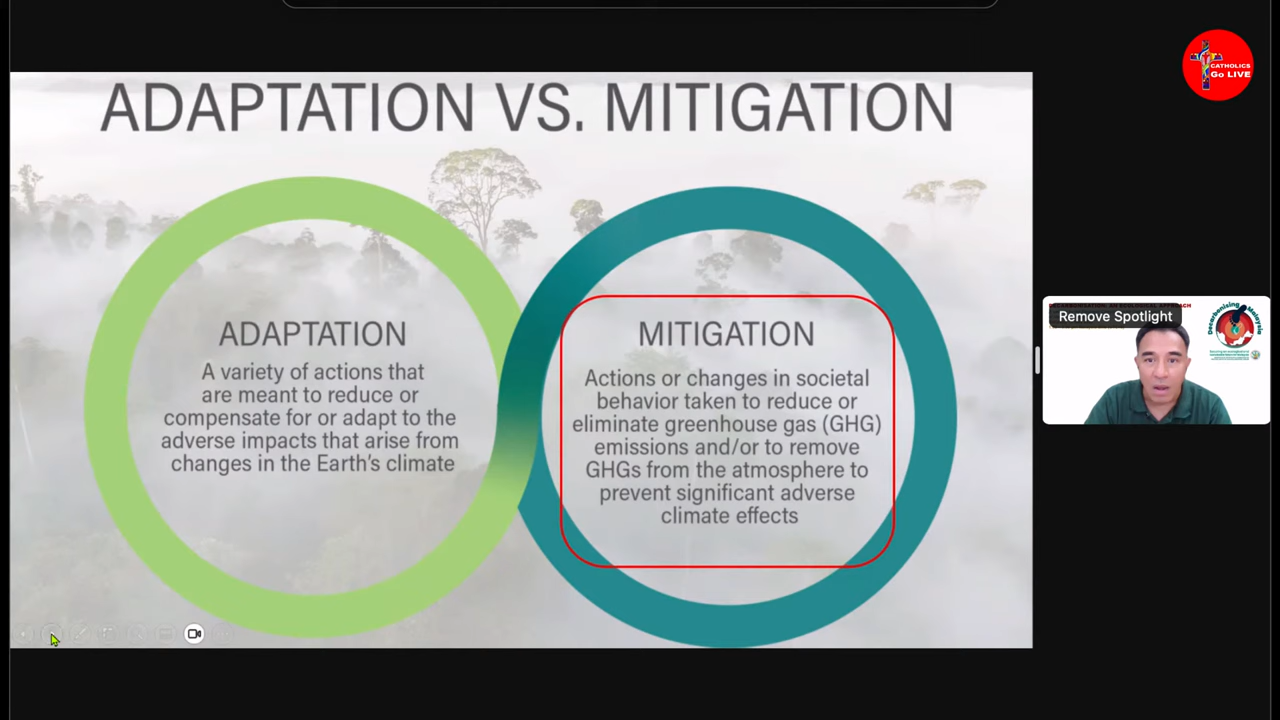 CATHOLICS
Go LIVE
ADAPTATION VS. MITIGATION
ADAPTATION
A variety of actions that
are meant to reduce or
compensate for or adapt to the
adverse impacts that arise from
changes in the Earth's climate
MITIGATION
Actions or changes in societal
behavior taken to reduce or
eliminate greenhouse gas (GHG)
emissions and/or to remove
GHGs from the atmosphere to
prevent significant adverse
climate effects
Remove Spotlight
Decarbonising Malaysia